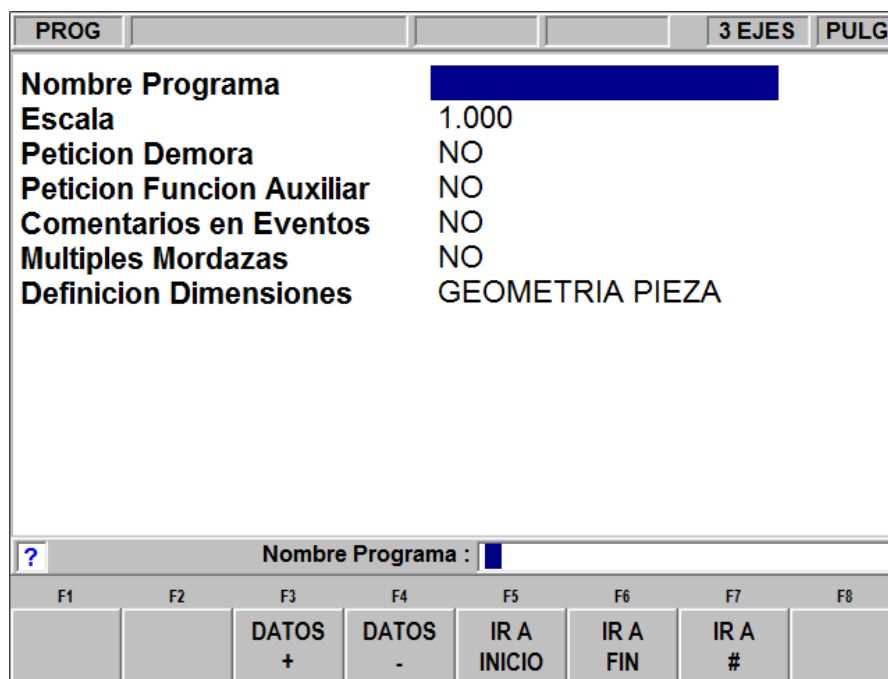 PROG 3 EJES PULG
Nombre Programa
Escala 1.000
Peticion Demora NO
Peticion Funcion Auxiliar NO
Comentarios en Eventos NO
Multiples Mordazas NO
Definicion Dimensiones GEOMETRIA PIEZA
? Nombre Programa :
F1 F2 F3 F4 F5 F6 F7 F8
DATOS DATOS IR A IR A IR A
+ - INICIO FIN #